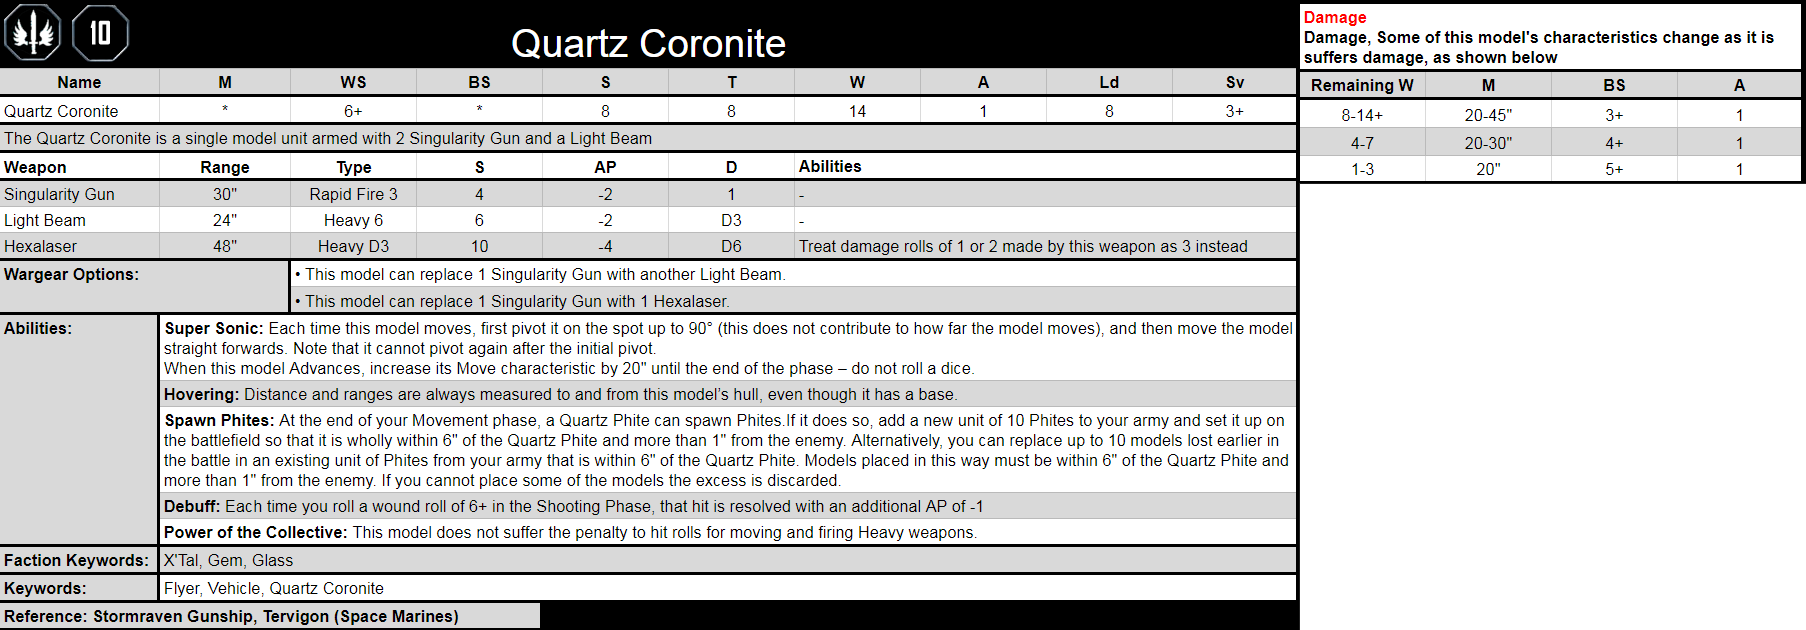 10
Quartz Coronite
Name M WS BS S T W A Ld Sv
Quartz Coronite * 6+ * 8 8 14 1 8 3+
The Quartz Coronite is a single model unit armed with 2 Singularity Gun and a Light Beam
Weapon Range Type S AP D Abilities
Singularity Gun 30" Rapid Fire 3 4 -2 1 -
Light Beam 24" Heavy 6 6 -2 D3 -
Hexalaser 48" Heavy D3 10 -4 D6 Treat damage rolls of 1 or 2 made by this weapon as 3 instead
Wargear Options: • This model can replace 1 Singularity Gun with another Light Beam.
• This model can replace 1 Singularity Gun with 1 Hexalaser.
Abilities: Super Sonic: Each time this model moves, first pivot it on the spot up to 90° (this does not contribute to how far the model moves), and then move the model
straight forwards. Note that it cannot pivot again after the initial pivot.
When this model Advances, increase its Move characteristic by 20" until the end of the phase – do not roll a dice.
Hovering: Distance and ranges are always measured to and from this model’s hull, even though it has a base.
Spawn Phites: At the end of your Movement phase, a Quartz Phite can spawn Phites.If it does so, add a new unit of 10 Phites to your army and set it up on
the battlefield so that it is wholly within 6" of the Quartz Phite and more than 1" from the enemy. Alternatively, you can replace up to 10 models lost earlier in
the battle in an existing unit of Phites from your army that is within 6" of the Quartz Phite. Models placed in this way must be within 6" of the Quartz Phite and
more than 1" from the enemy. If you cannot place some of the models the excess is discarded.
Debuff: Each time you roll a wound roll of 6+ in the Shooting Phase, that hit is resolved with an additional AP of -1
Power of the Collective: This model does not suffer the penalty to hit rolls for moving and firing Heavy weapons.
Faction Keywords: X'Tal, Gem, Glass
Keywords: Flyer, Vehicle, Quartz Coronite
Reference: Stormraven Gunship, Tervigon (Space Marines)
Damage
Damage, Some of this model's characteristics change as it is
suffers damage, as shown below
Remaining W M BS A
8-14+ 20-45" 3+ 1
4-7 20-30" 4+ 1
1-3 20" 5+ 1